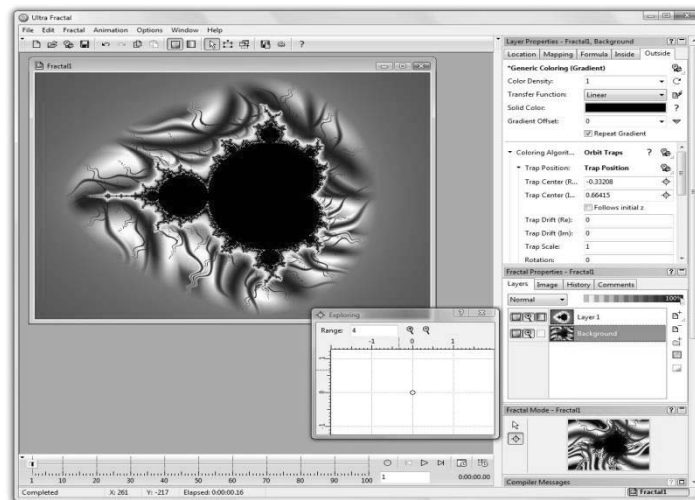 Ultra Fractal
File Edit Fractal Animation Options Window Help
Fractal1
Layer Properties - Fractal1, Background
Location Mapping Formula Inside Outside
*Generic Coloring (Gradient)
Color Density: 1
Transfer Function: Linear
Solid Color:
Gradient Offset: 0
Repeat Gradient
Coloring Algorit... Orbit Traps ?
Trap Position: Trap Position
Trap Center (R... -0.33208
Trap Center (I... 0.66415
Follows initial z
Trap Drift (Re): 0
Trap Drift (Im): 0
Trap Scale: 1
Rotation: 0
Fractal Properties - Fractal1
Layers Image History Comments
Normal 100%
Layer 1
Background
Exploring
Range: 4
-1 0 1
Fractal Mode - Fractal1
1 10 20 30 40 50 60 70 80 90 100
1 0:00:00.00
Compiler Messages
Completed X: 261 Y: -217 Elapsed: 0:00:00.16
Fractal1